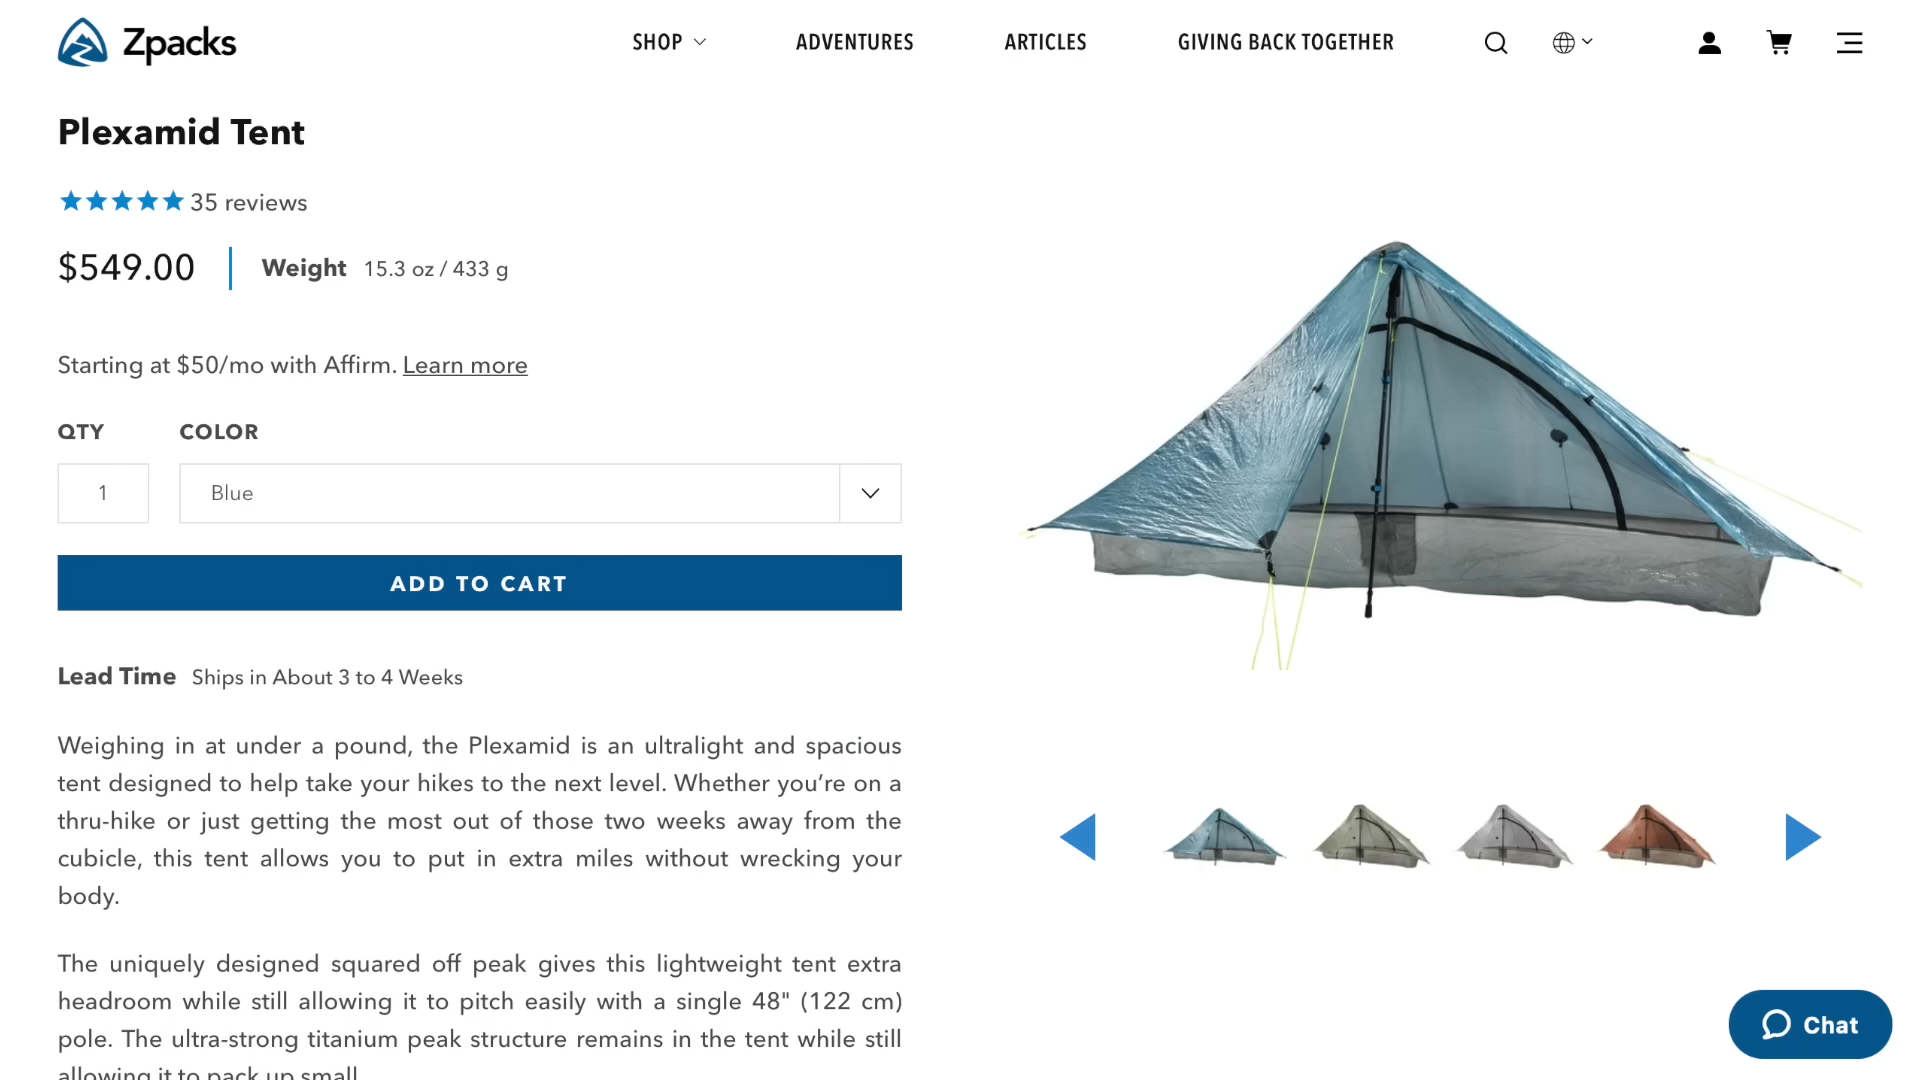 Zpacks
SHOP
ADVENTURES
ARTICLES
GIVING BACK TOGETHER
Plexamid Tent
35 reviews
$549.00
Weight 15.3 oz / 433 g
Starting at $50/mo with Affirm. Learn more
QTY
COLOR
1
Blue
ADD TO CART
Lead Time Ships in About 3 to 4 Weeks
Weighing in at under a pound, the Plexamid is an ultralight and spacious
tent designed to help take your hikes to the next level. Whether you’re on a
thru-hike or just getting the most out of those two weeks away from the
cubicle, this tent allows you to put in extra miles without wrecking your
body.
The uniquely designed squared off peak gives this lightweight tent extra
headroom while still allowing it to pitch easily with a single 48" (122 cm)
pole. The ultra-strong titanium peak structure remains in the tent while still
allowing it to pack up small.
Chat